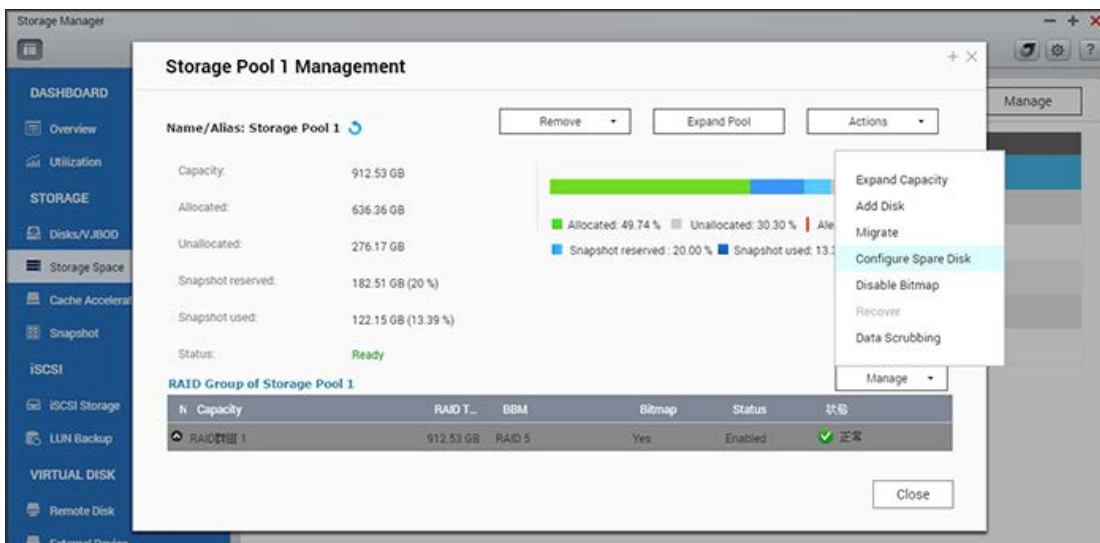 Storage Manager
Storage Pool 1 Management
DASHBOARD
Manage
Name/Alias: Storage Pool 1
Remove
Expand Pool
Actions
Overview
Utilization
Capacity:
912.53 GB
Expand Capacity
STORAGE
Allocated:
636.36 GB
Add Disk
Allocated: 49.74 %
Unallocated: 30.30 %
Ale
Migrate
Disks/VJBOD
Unallocated:
276.17 GB
Snapshot reserved : 20.00 %
Snapshot used: 13.
Configure Spare Disk
Storage Space
Snapshot reserved:
182.51 GB (20 %)
Disable Bitmap
Cache Accelerat
Recover
Snapshot used:
122.15 GB (13.39 %)
Data Scrubbing
Snapshot
Status:
Ready
iSCSI
RAID Group of Storage Pool 1
Manage
iSCSI Storage
N Capacity RAID T... BBM Bitmap Status 狀態
LUN Backup
RAID群組 1 912.53 GB RAID 5 Yes Enabled 正常
VIRTUAL DISK
Close
Remote Disk
External Device